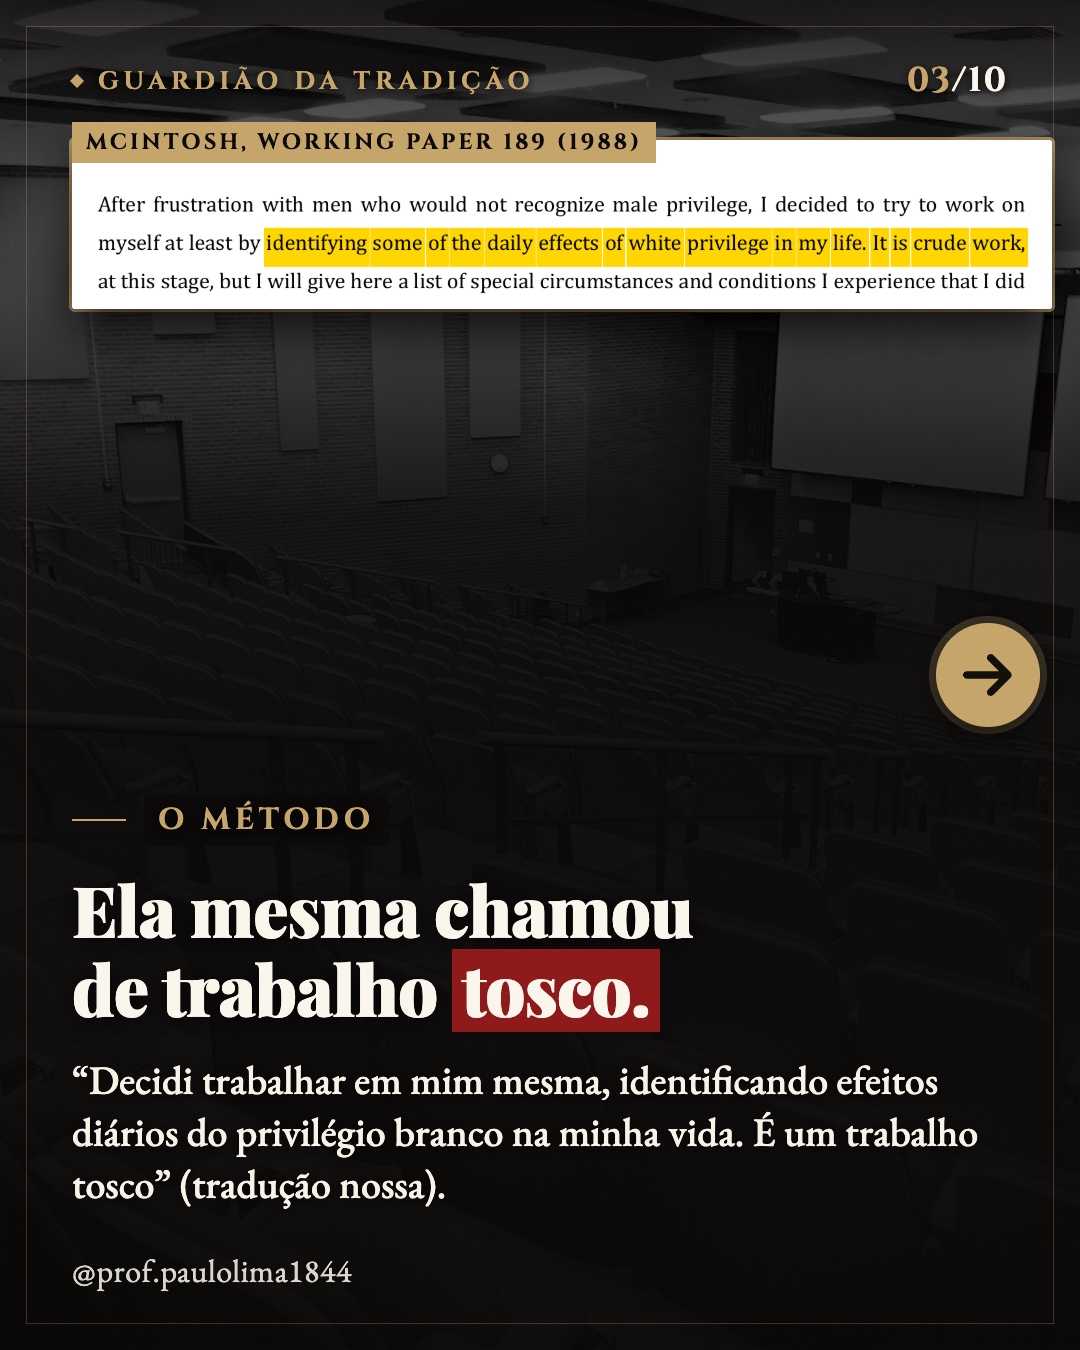 ◆ GUARDIÃO DA TRADIÇÃO
03/10
MCINTOSH, WORKING PAPER 189 (1988)
After frustration with men who would not recognize male privilege, I decided to try to work on
myself at least by identifying some of the daily effects of white privilege in my life. It is crude work,
at this stage, but I will give here a list of special circumstances and conditions I experience that I did
O MÉTODO
Ela mesma chamou
de trabalho tosco.
“Decidi trabalhar em mim mesma, identificando efeitos
diários do privilégio branco na minha vida. É um trabalho
tosco” (tradução nossa).
@prof.paulolima1844